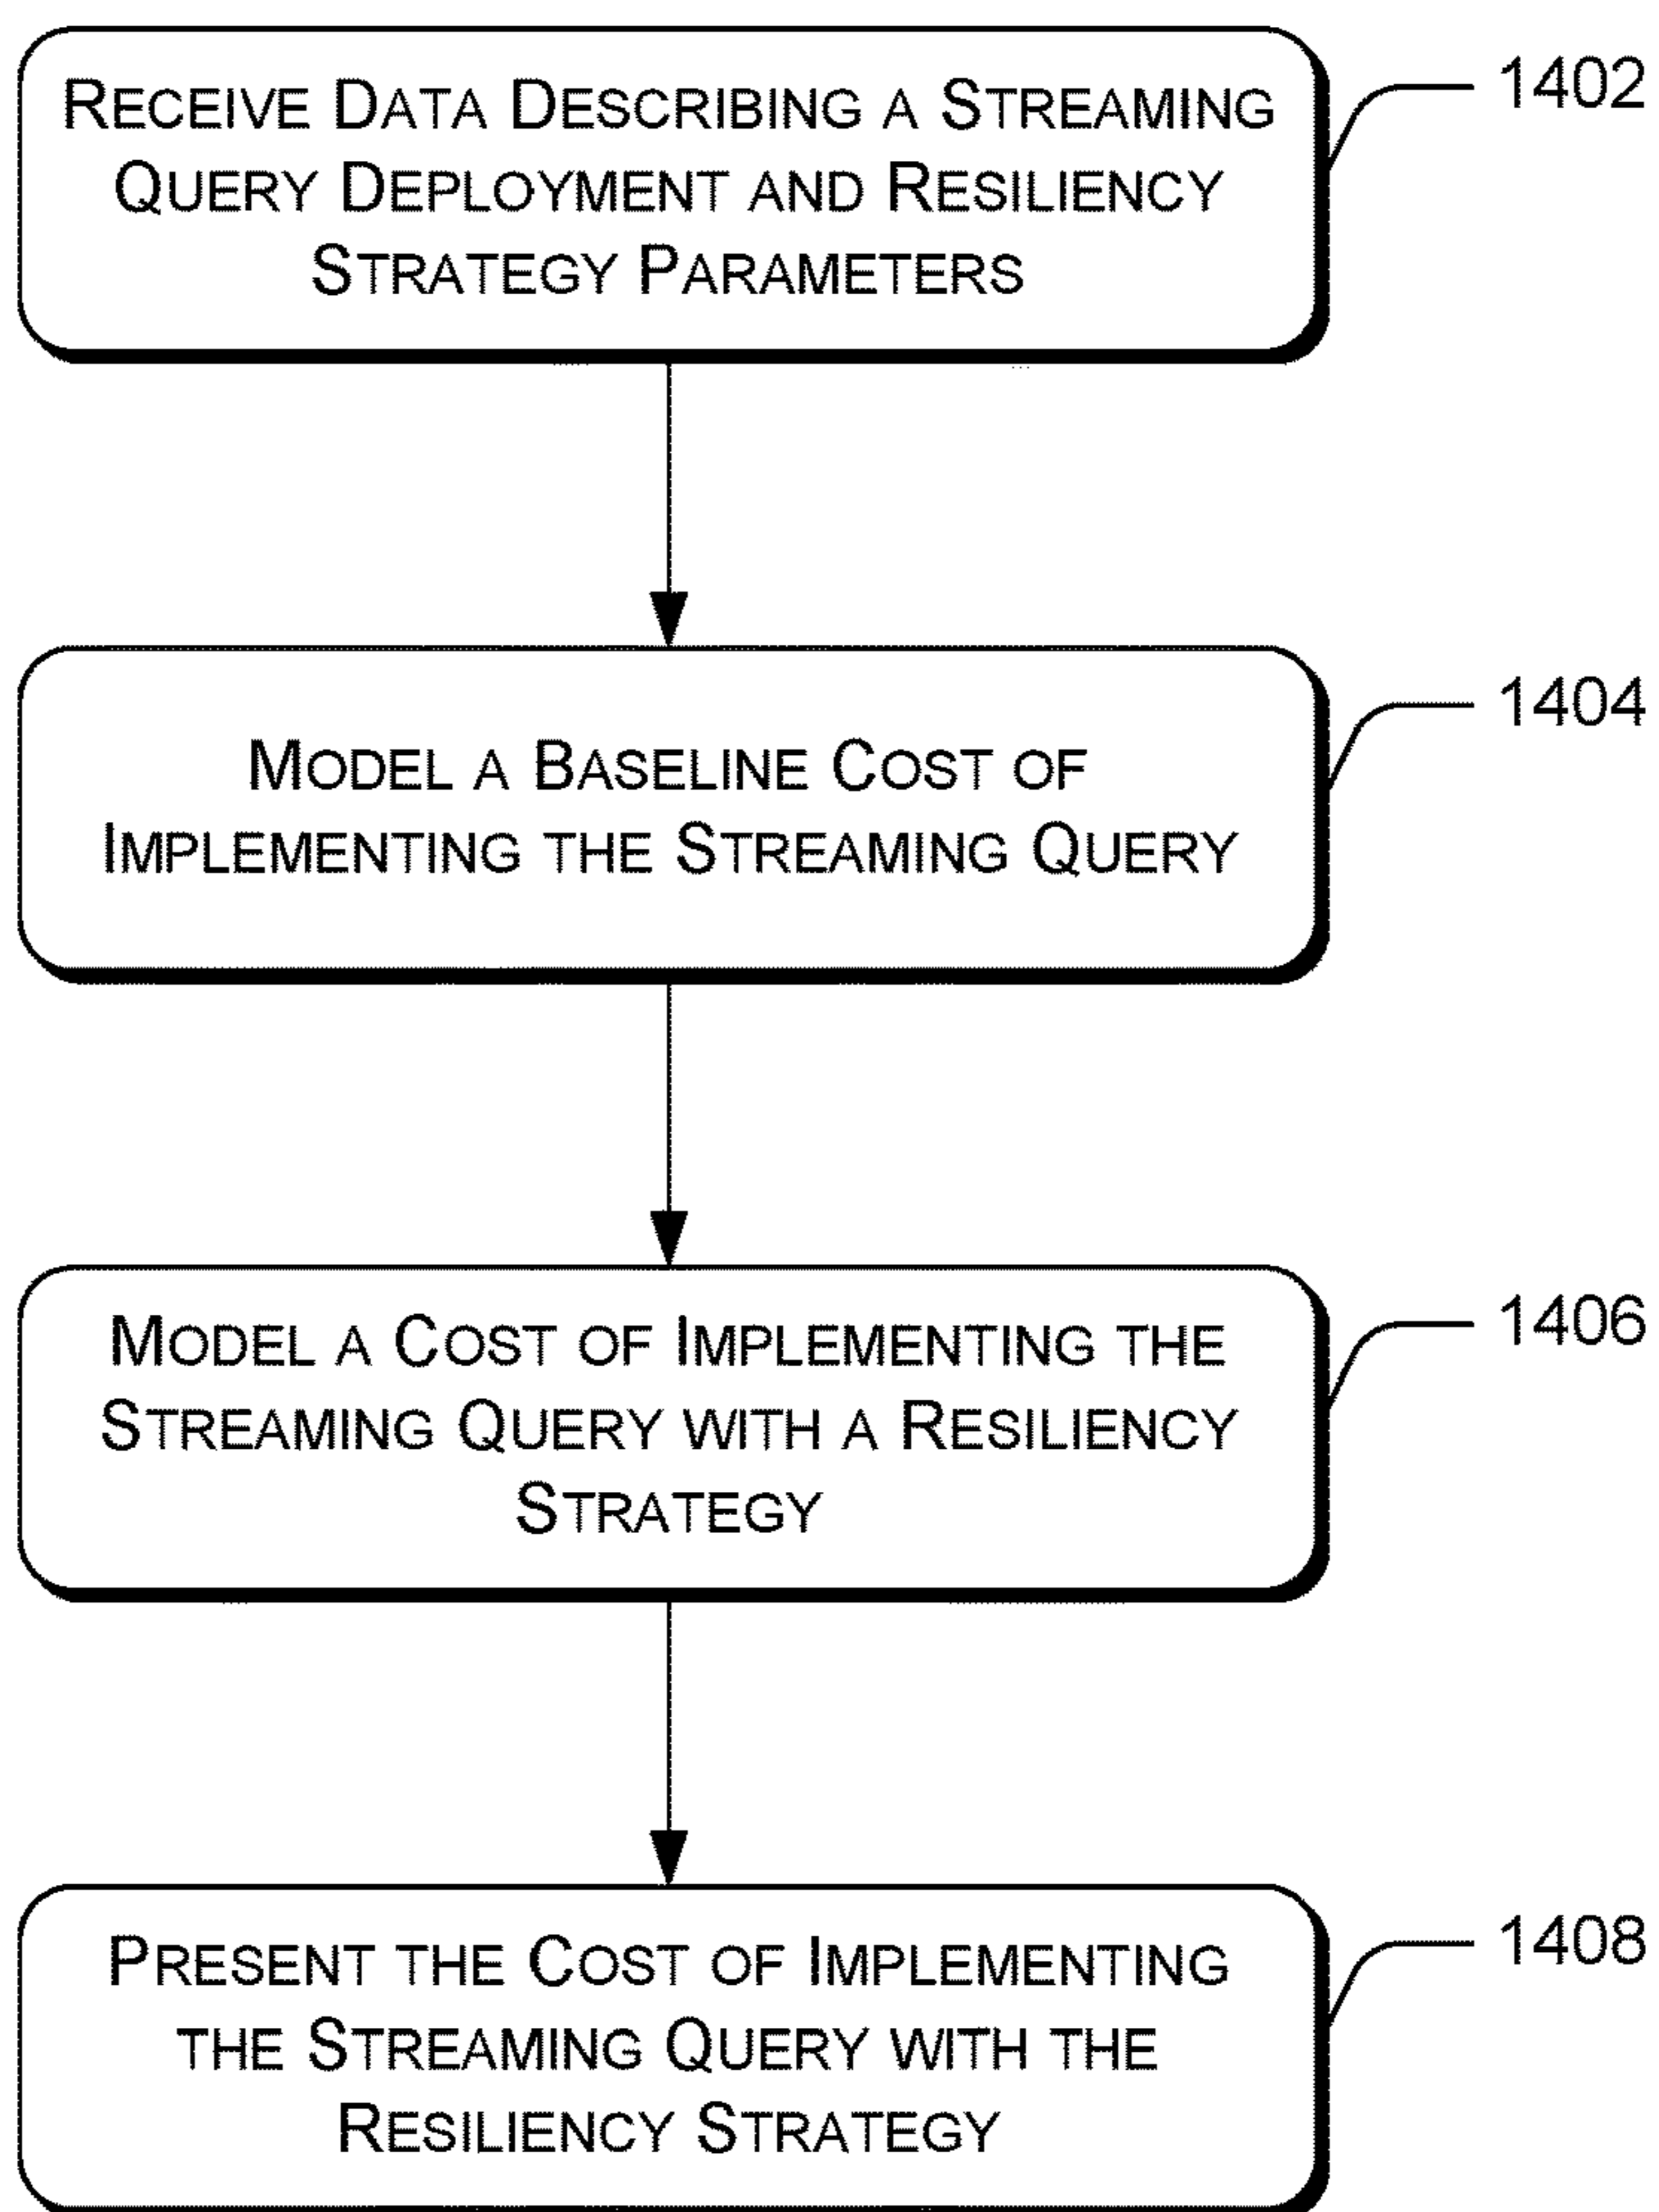 RECEIVE DATA DESCRIBING A STREAMING
QUERY DEPLOYMENT AND RESILIENCY
STRATEGY PARAMETERS
1402
MODEL A BASELINE COST OF
IMPLEMENTING THE STREAMING QUERY
1404
MODEL A COST OF IMPLEMENTING THE
STREAMING QUERY WITH A RESILIENCY
STRATEGY
1406
PRESENT THE COST OF IMPLEMENTING
THE STREAMING QUERY WITH THE
RESILIENCY STRATEGY
1408